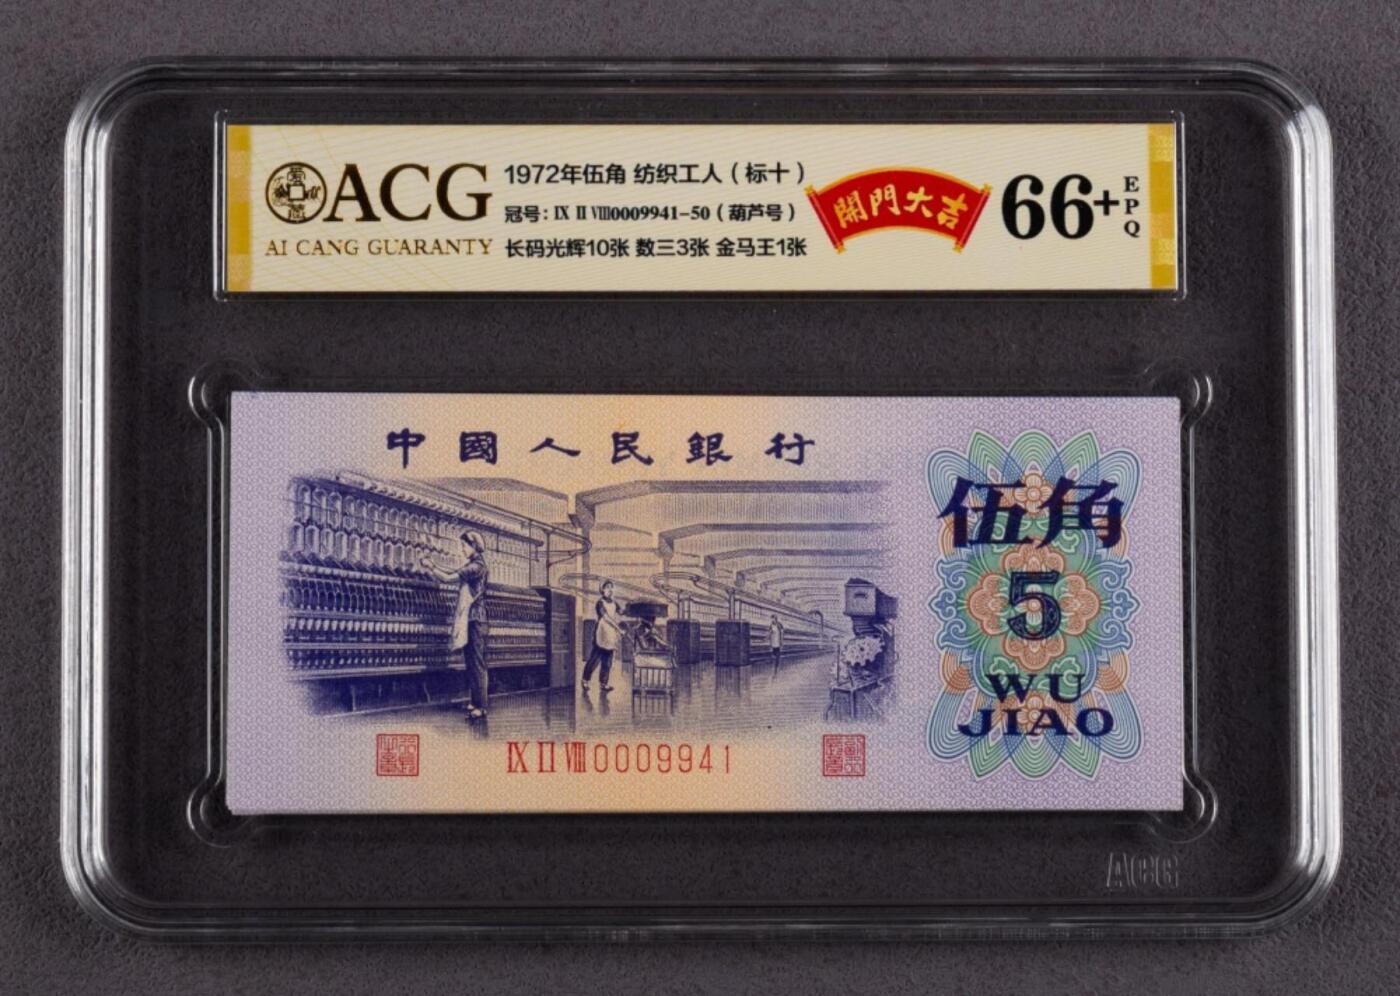 ACG
AI CANG GUARANTY
1972年伍角 纺织工人（标十）
冠号：Ⅸ Ⅱ Ⅷ0009941-50（葫芦号）
长码光辉10张 数三3张 金马王1张
開門大吉
66+
EPQ
中國人民銀行
伍角
5
WU
JIAO
Ⅸ Ⅱ Ⅷ 0009941
ACG